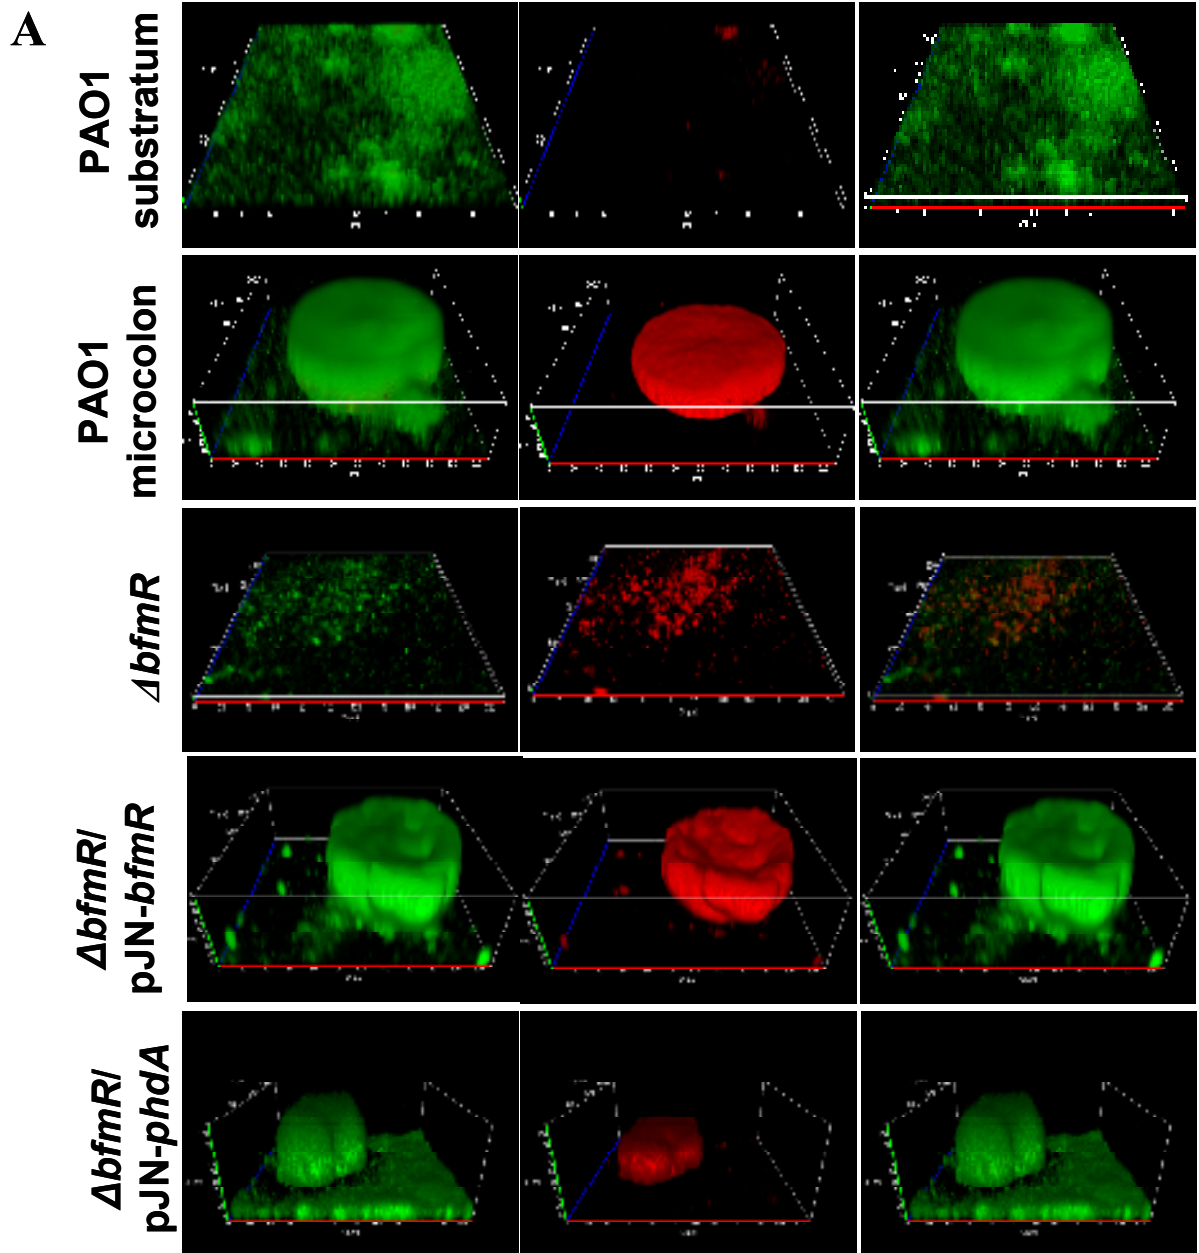 A
PAO1
substratum
PAO1
microcolon
ΔbfmR
ΔbfmR/
pJN-bfmR
ΔbfmR/
pJN-phdA